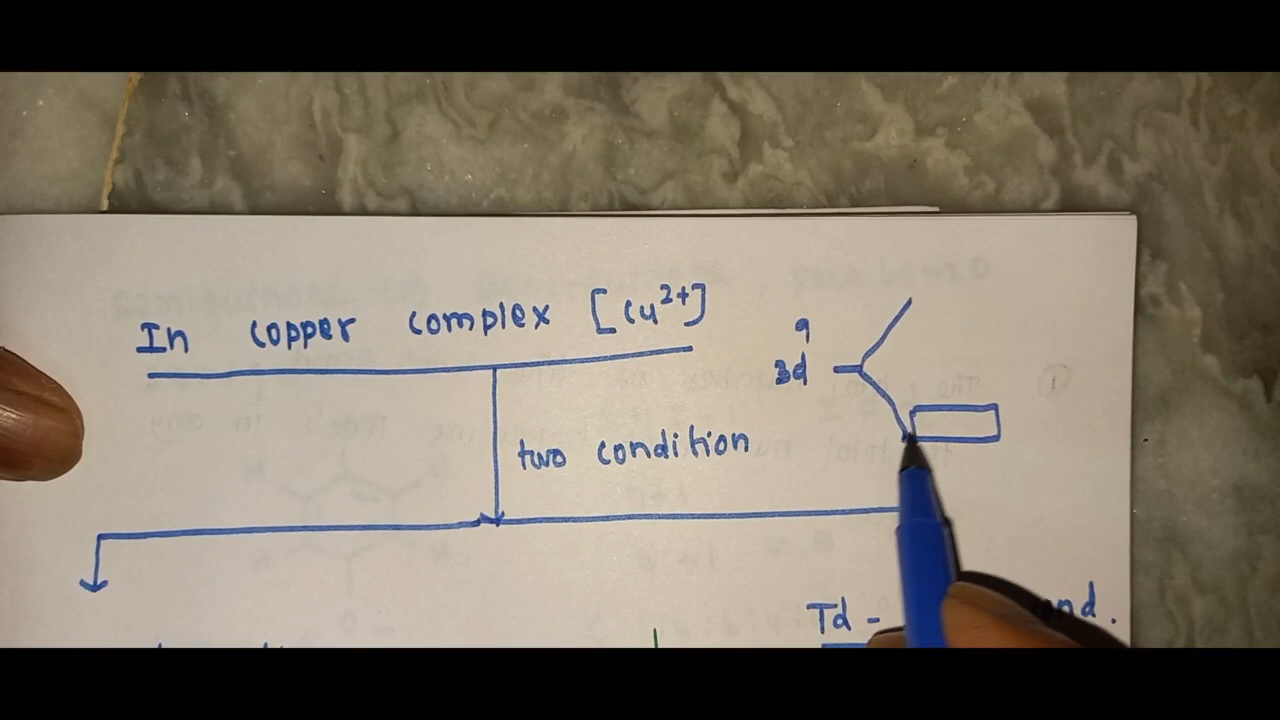 In copper complex [Cu²⁺]
9
3d
two condition
Td -